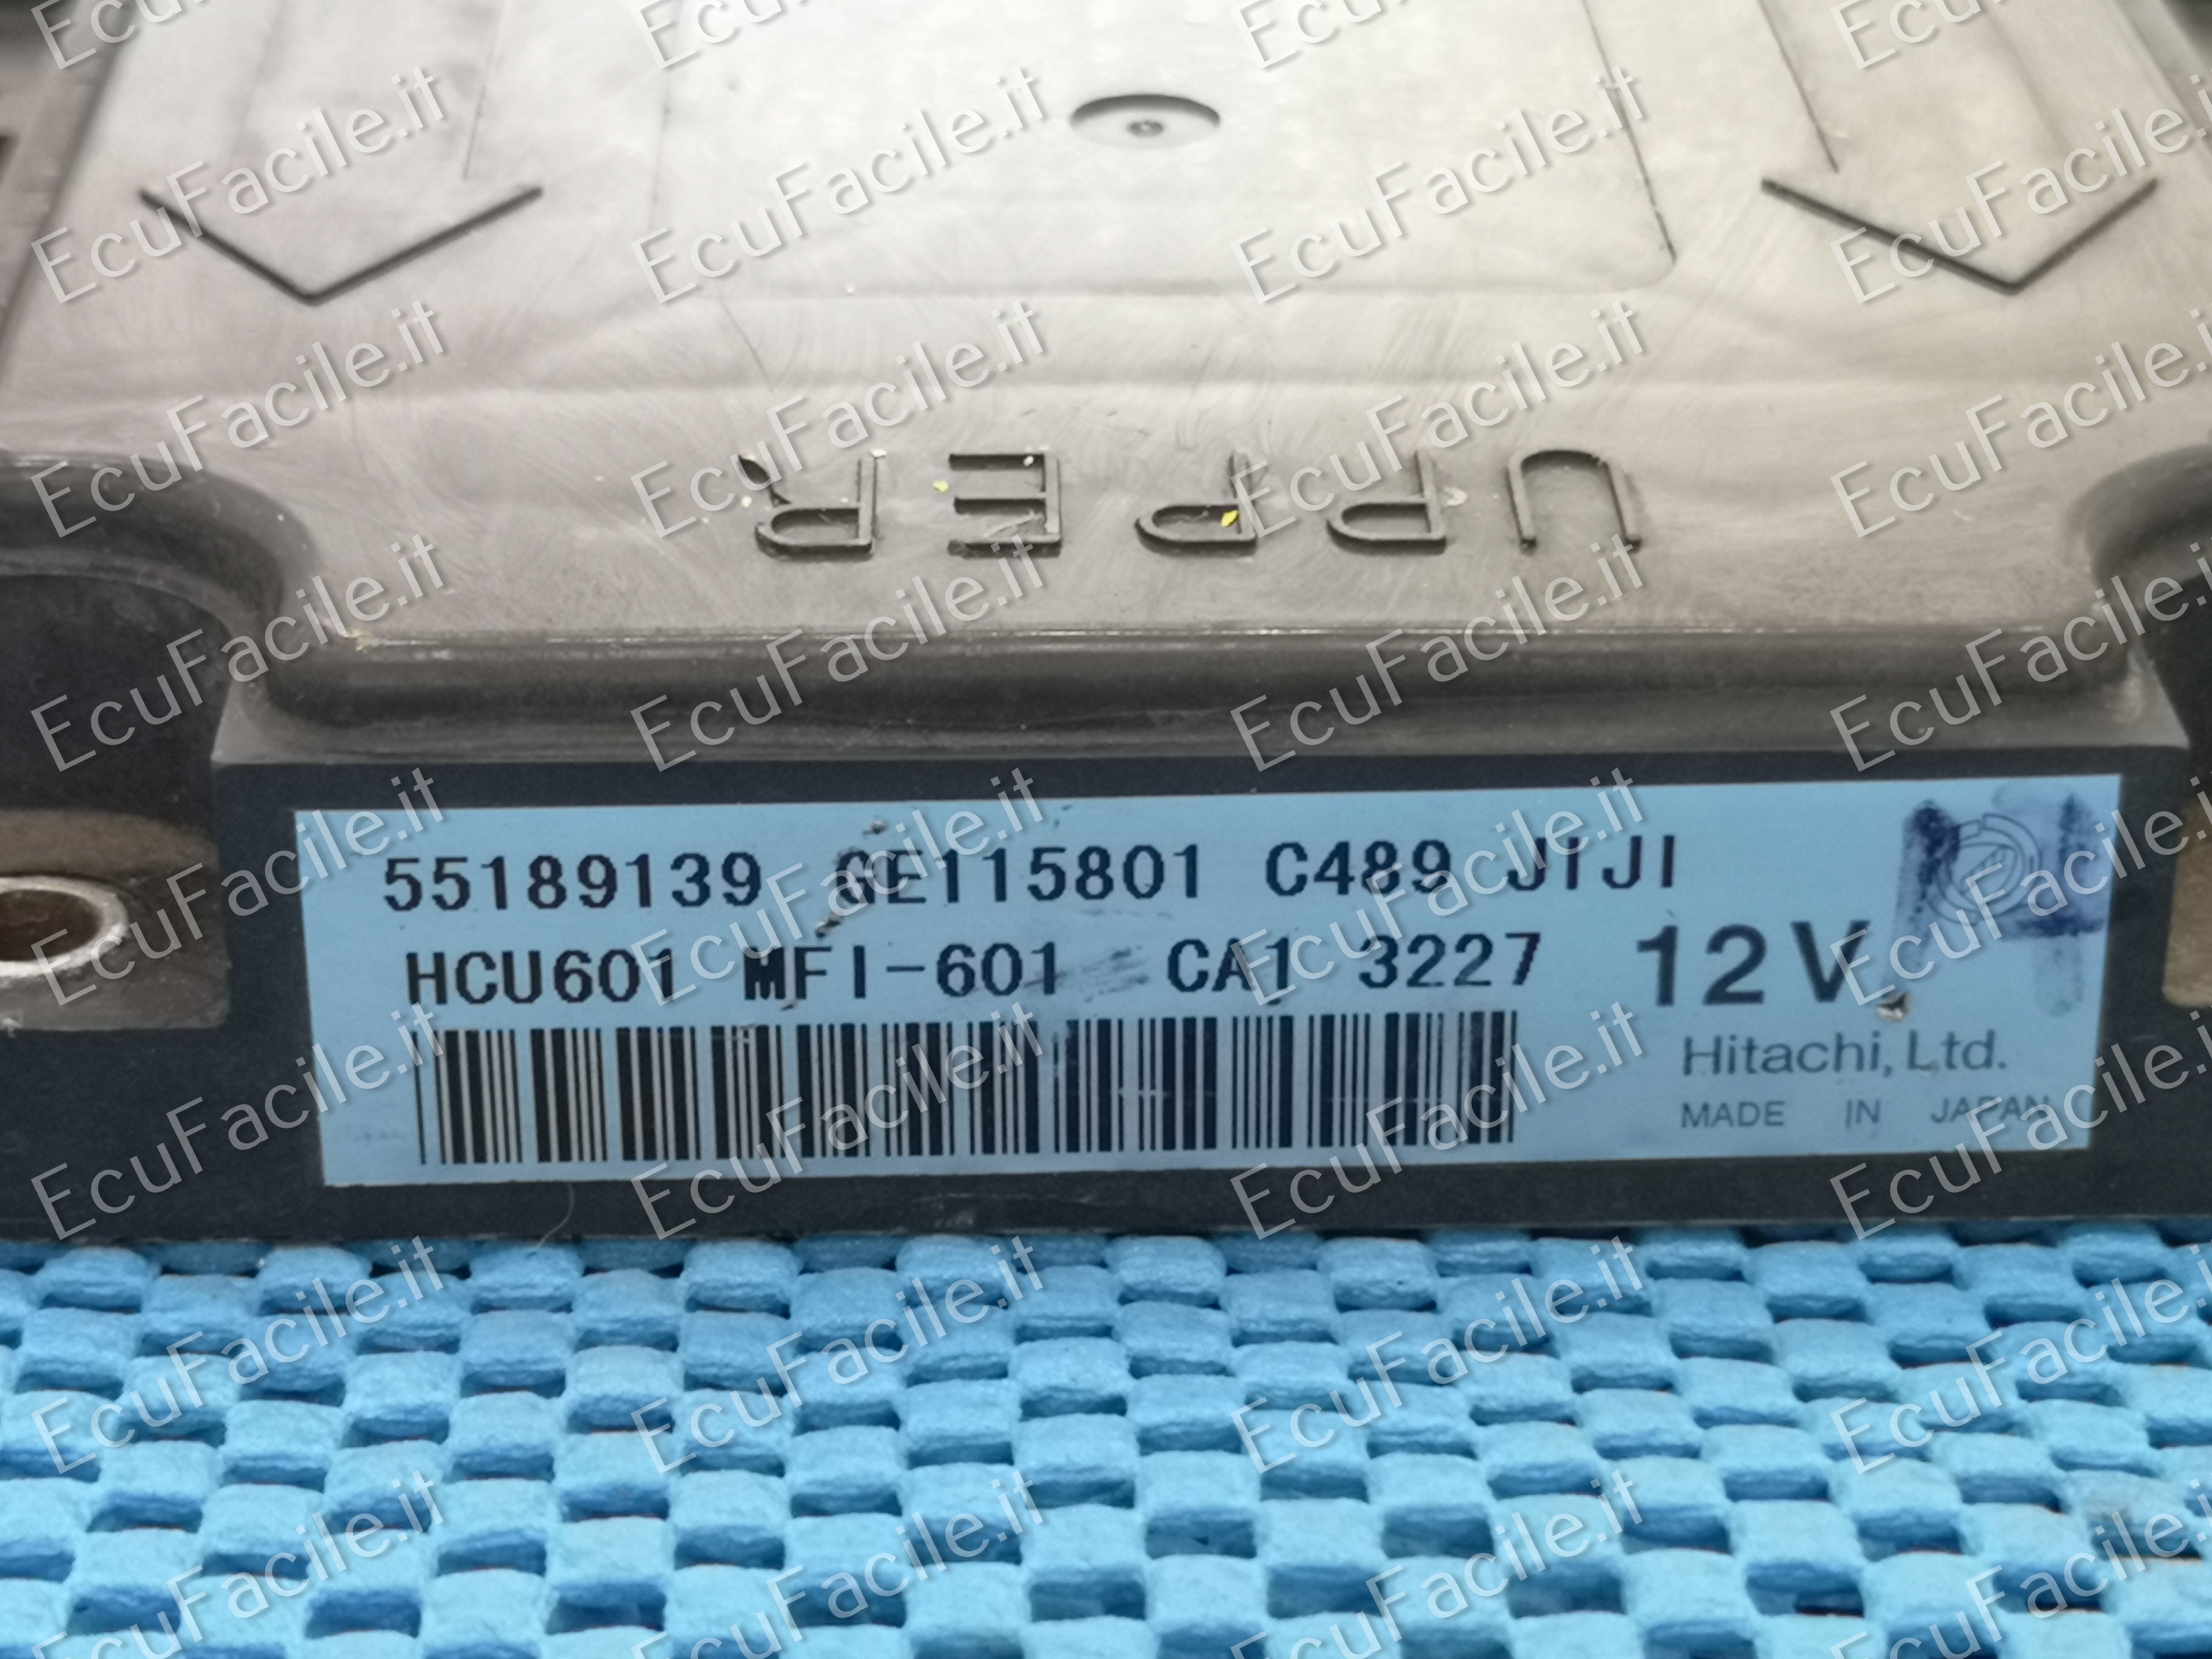 UPPER
55189139 GE115801 C489 JIJI
HCU601 MFI-601 CA1 3227 12V
Hitachi, Ltd.
MADE IN JAPAN
EcuFacile.it